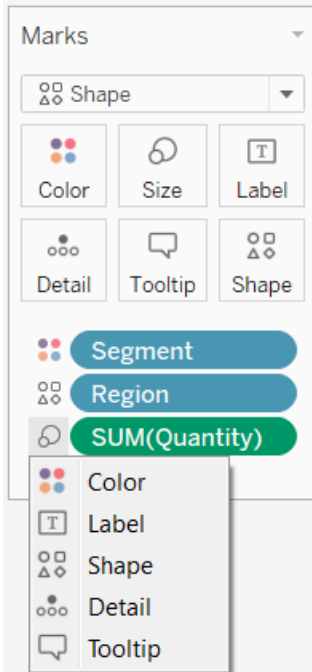 Marks
Shape
Color Size Label
Detail Tooltip Shape
Segment
Region
SUM(Quantity)
Color
T Label
Shape
Detail
Tooltip